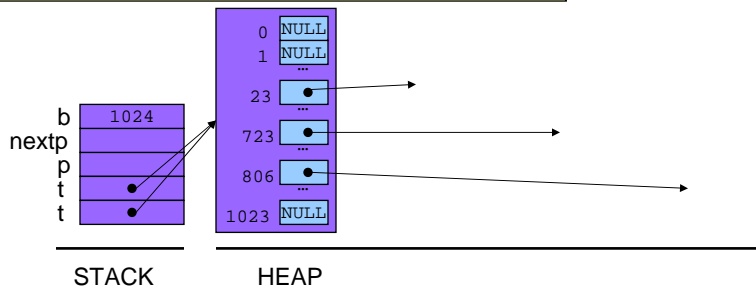 0 NULL
1 NULL
...
23
...
b 1024
nextp
723
...
p
806
...
t
t
1023 NULL
STACK HEAP